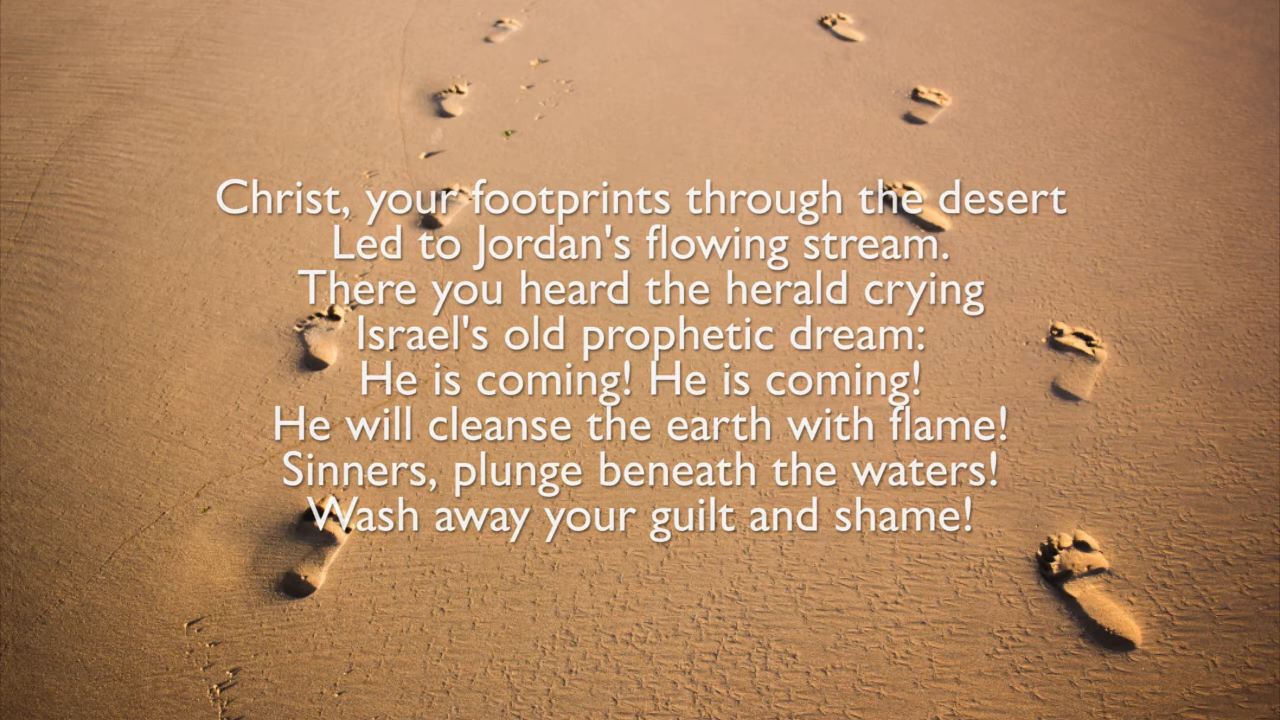 Christ, your footprints through the desert
Led to Jordan's flowing stream.
There you heard the herald crying
Israel's old prophetic dream:
He is coming! He is coming!
He will cleanse the earth with flame!
Sinners, plunge beneath the waters!
Wash away your guilt and shame!